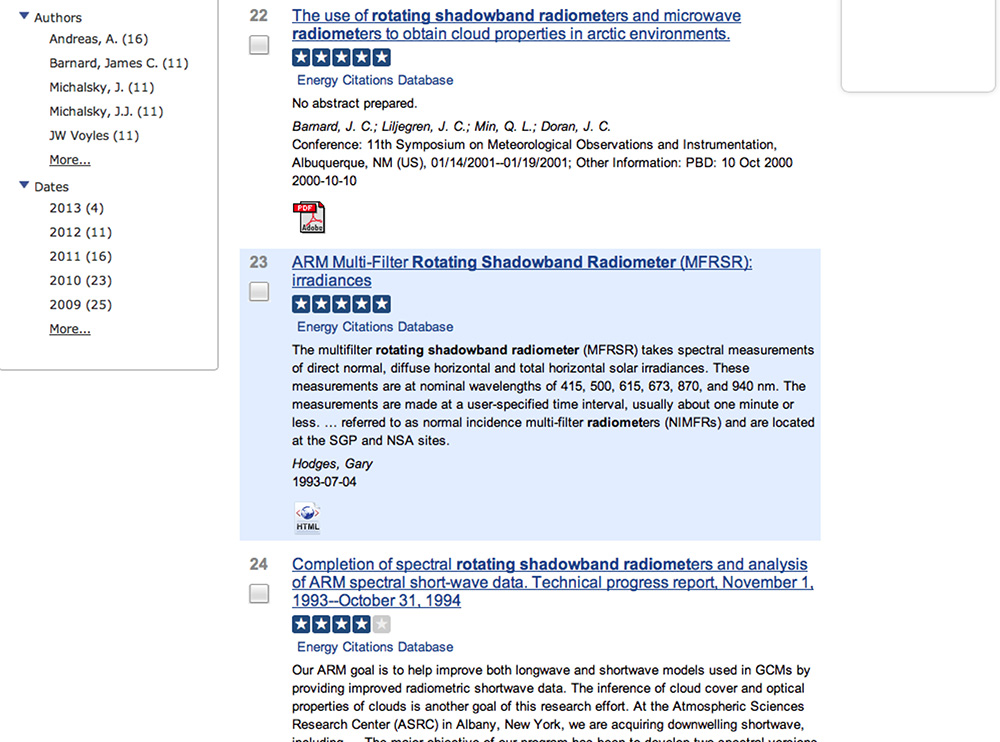 Authors
Andreas, A. (16)
Barnard, James C. (11)
Michalsky, J. (11)
Michalsky, J.J. (11)
JW Voyles (11)
More...
Dates
2013 (4)
2012 (11)
2011 (16)
2010 (23)
2009 (25)
More...
22
The use of rotating shadowband radiometers and microwave
radiometers to obtain cloud properties in arctic environments.
Energy Citations Database
No abstract prepared.
Barnard, J. C.; Liljegren, J. C.; Min, Q. L.; Doran, J. C.
Conference: 11th Symposium on Meteorological Observations and Instrumentation,
Albuquerque, NM (US), 01/14/2001--01/19/2001; Other Information: PBD: 10 Oct 2000
2000-10-10
PDF
Adobe
23
ARM Multi-Filter Rotating Shadowband Radiometer (MFRSR):
irradiances
Energy Citations Database
The multifilter rotating shadowband radiometer (MFRSR) takes spectral measurements
of direct normal, diffuse horizontal and total horizontal solar irradiances. These
measurements are at nominal wavelengths of 415, 500, 615, 673, 870, and 940 nm. The
measurements are made at a user-specified time interval, usually about one minute or
less. ... referred to as normal incidence multi-filter radiometers (NIMFRs) and are located
at the SGP and NSA sites.
Hodges, Gary
1993-07-04
HTML
24
Completion of spectral rotating shadowband radiometers and analysis
of ARM spectral short-wave data. Technical progress report, November 1,
1993--October 31, 1994
Energy Citations Database
Our ARM goal is to help improve both longwave and shortwave models used in GCMs by
providing improved radiometric shortwave data. The inference of cloud cover and optical
properties of clouds is another goal of this research effort. At the Atmospheric Sciences
Research Center (ASRC) in Albany, New York, we are acquiring downwelling shortwave,
including ... The major objective of our program has been to develop two spectral versions